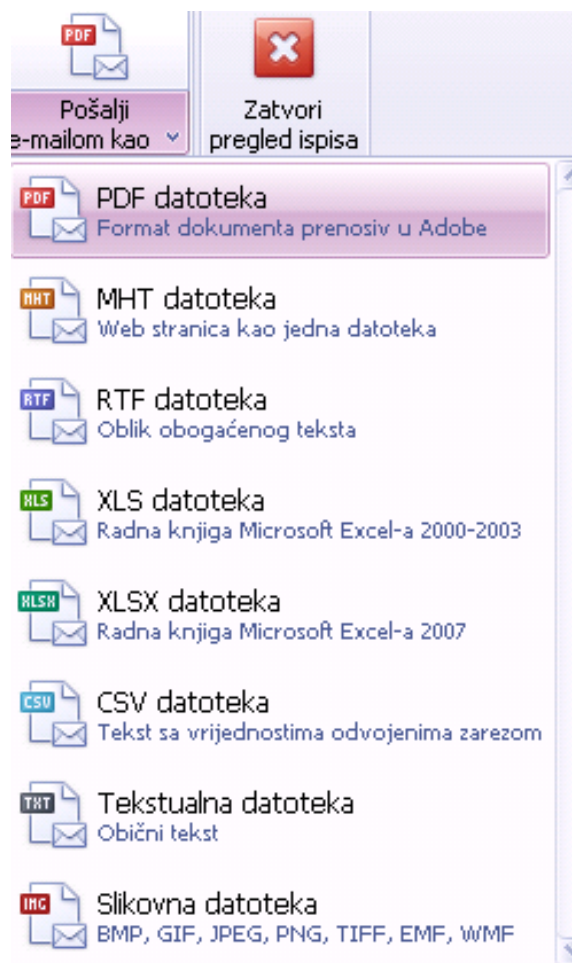 PDF
Pošalji
e-mailom kao
Zatvori
pregled ispisa
PDF
PDF datoteka
Format dokumenta prenosiv u Adobe
MHT
MHT datoteka
Web stranica kao jedna datoteka
RTF
RTF datoteka
Oblik obogaćenog teksta
XLS
XLS datoteka
Radna knjiga Microsoft Excel-a 2000-2003
XLSX
XLSX datoteka
Radna knjiga Microsoft Excel-a 2007
CSV
CSV datoteka
Tekst sa vrijednostima odvojenima zarezom
TXT
Tekstualna datoteka
Obični tekst
IMG
Slikovna datoteka
BMP, GIF, JPEG, PNG, TIFF, EMF, WMF